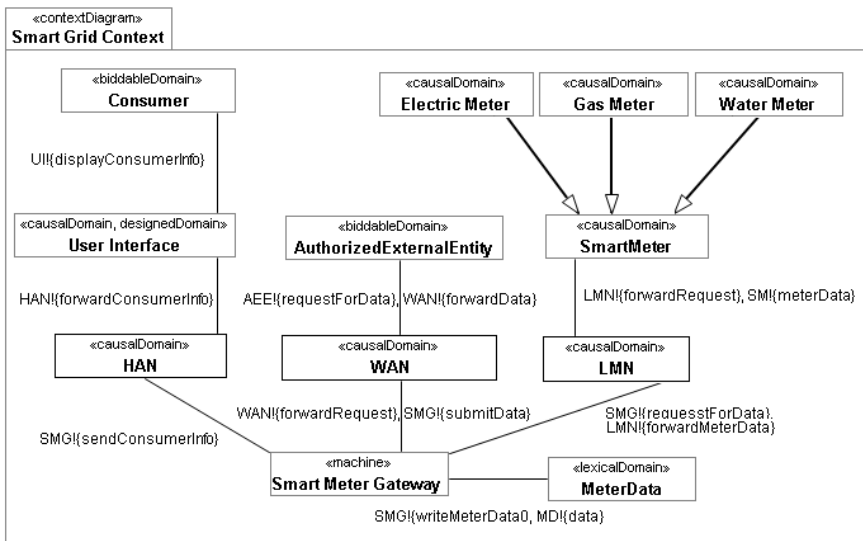 «contextDiagram»
Smart Grid Context
«biddableDomain»
Consumer
«causalDomain»
Electric Meter
«causalDomain»
Gas Meter
«causalDomain»
Water Meter
UI!{displayConsumerInfo}
«causalDomain, designedDomain»
User Interface
«biddableDomain»
AuthorizedExternalEntity
«causalDomain»
SmartMeter
HAN!{forwardConsumerInfo}
AEE!{requestForData}, WAN!{forwardData}
LMN!{forwardRequest}, SM!{meterData}
«causalDomain»
HAN
«causalDomain»
WAN
«causalDomain»
LMN
SMG!{sendConsumerInfo}
WAN!{forwardRequest}, SMG!{submitData}
SMG!{requesstForData},
LMN!{forwardMeterData}
«machine»
Smart Meter Gateway
«lexicalDomain»
MeterData
SMG!{writeMeterData0, MD!{data}